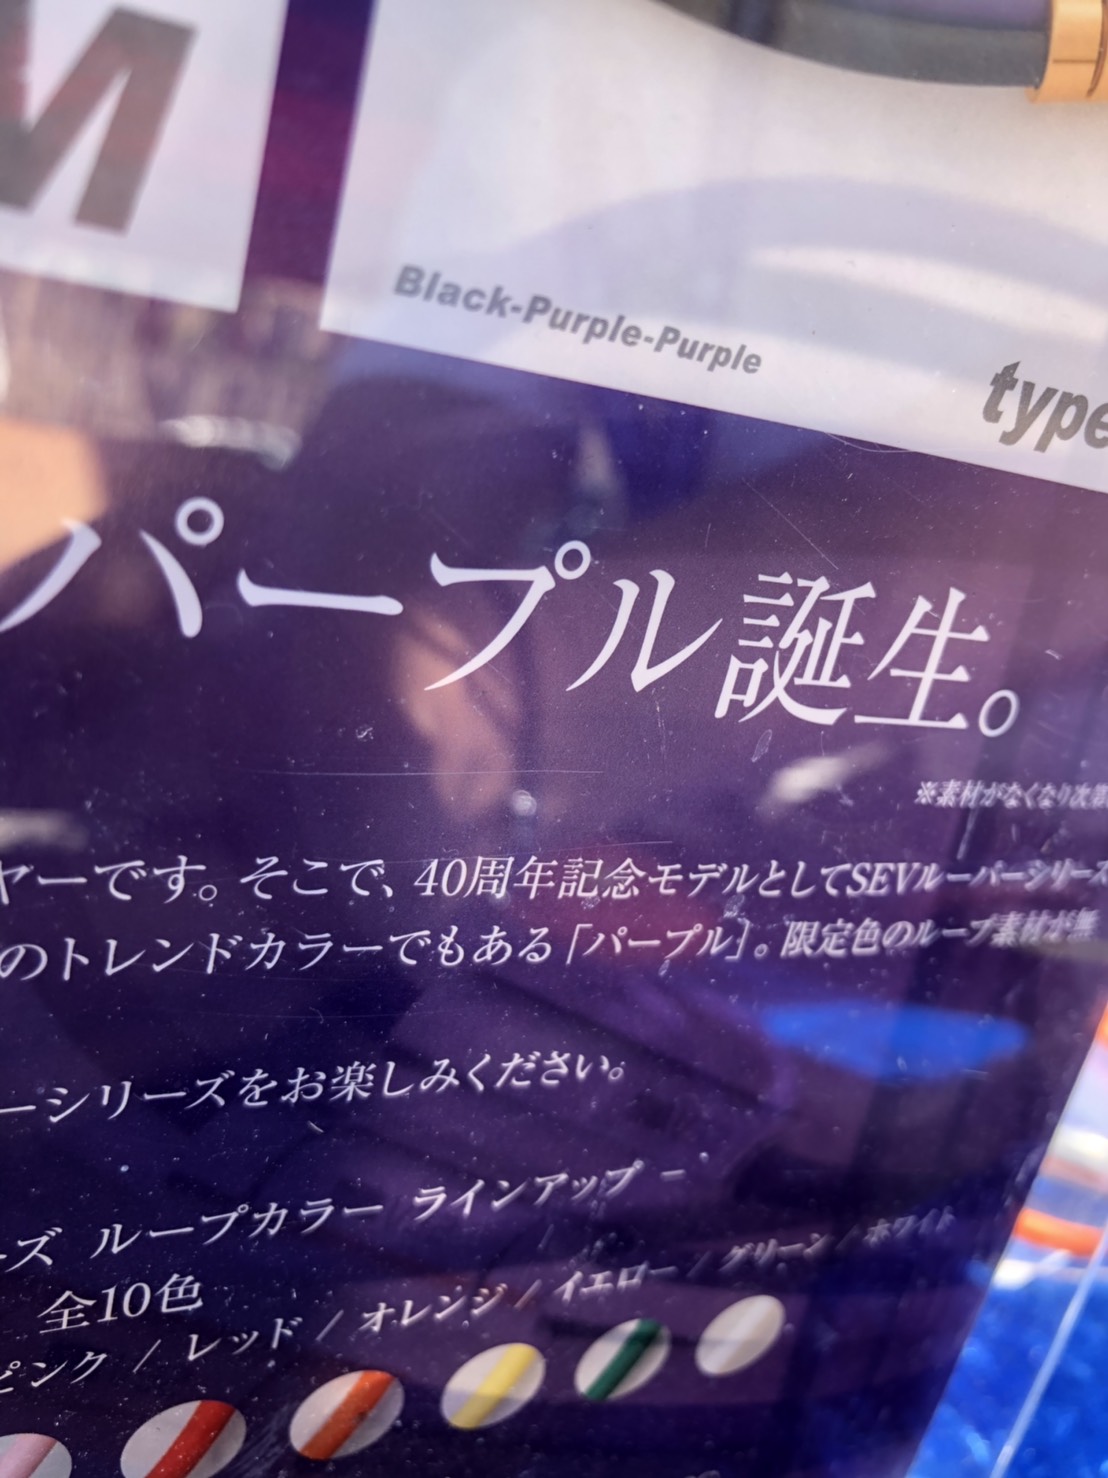 M
Black-Purple-Purple
type
パープル誕生。
※素材がなくなり次第
ヤーです。そこで、40周年記念モデルとしてSEVルーパーシリーズ
のトレンドカラーでもある「パープル」。限定色のループ素材が無
ーシリーズをお楽しみください。
ーズ ループカラー ラインアップ −
全10色
ピンク / レッド / オレンジ / イエロー / グリーン / ホワイト